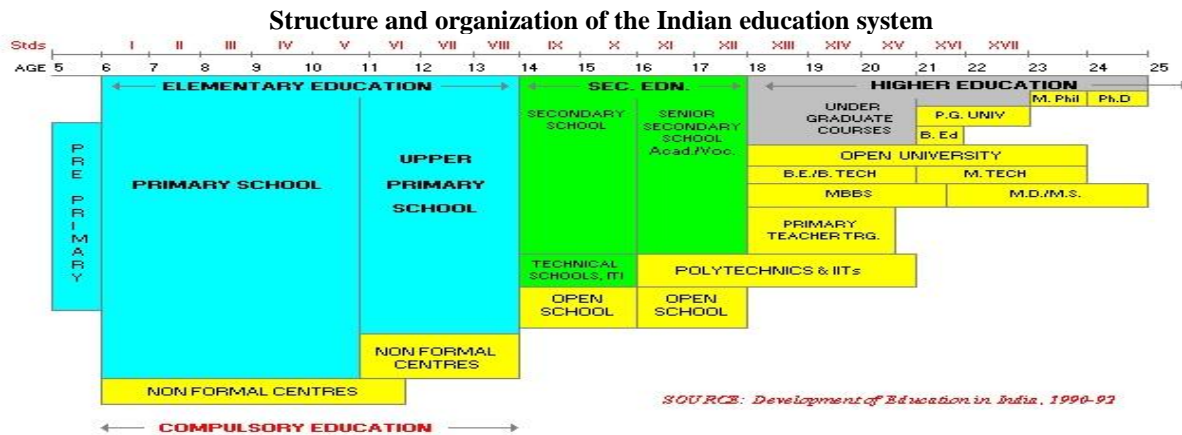 Structure and organization of the Indian education system
Stds I II III IV V VI VII VIII IX X XI XII XIII XIV XV XVI XVII
AGE 5 6 7 8 9 10 11 12 13 14 15 16 17 18 19 20 21 22 23 24 25
ELEMENTARY EDUCATION
SEC. EDN.
HIGHER EDUCATION
PRE PRIMARY
PRIMARY SCHOOL
UPPER
PRIMARY
SCHOOL
SECONDARY
SCHOOL
SENIOR
SECONDARY
SCHOOL
Acad./Voc.
UNDER
GRADUATE
COURSES
M. Phil
Ph.D
P.G. UNIV
B. Ed
OPEN UNIVERSITY
B.E./B. TECH
M. TECH
MBBS
M.D./M.S.
PRIMARY
TEACHER TRG.
TECHNICAL
SCHOOLS, ITI
POLYTECHNICS & IITs
OPEN
SCHOOL
OPEN
SCHOOL
NON FORMAL
CENTRES
NON FORMAL CENTRES
SOURCE: Development of Education in India, 1990-92
COMPULSORY EDUCATION